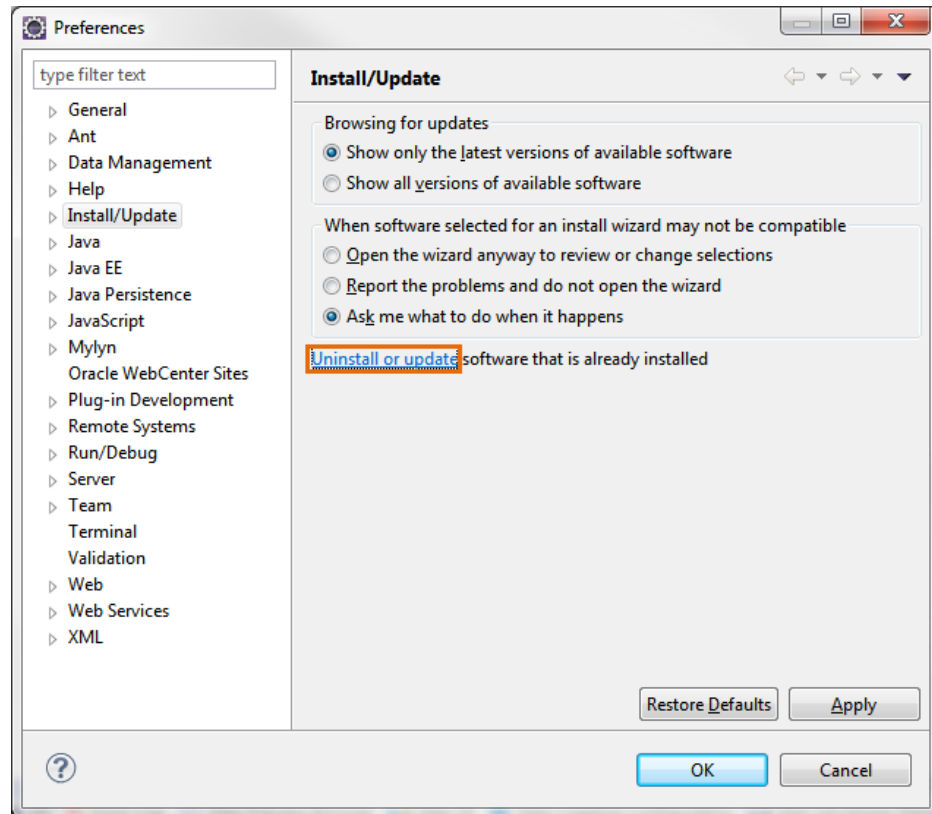 Preferences
type filter text
General
Ant
Data Management
Help
Install/Update
Java
Java EE
Java Persistence
JavaScript
Mylyn
Oracle WebCenter Sites
Plug-in Development
Remote Systems
Run/Debug
Server
Team
Terminal
Validation
Web
Web Services
XML
Install/Update
Browsing for updates
Show only the latest versions of available software
Show all versions of available software
When software selected for an install wizard may not be compatible
Open the wizard anyway to review or change selections
Report the problems and do not open the wizard
Ask me what to do when it happens
Uninstall or update software that is already installed
Restore Defaults
Apply
?
OK
Cancel